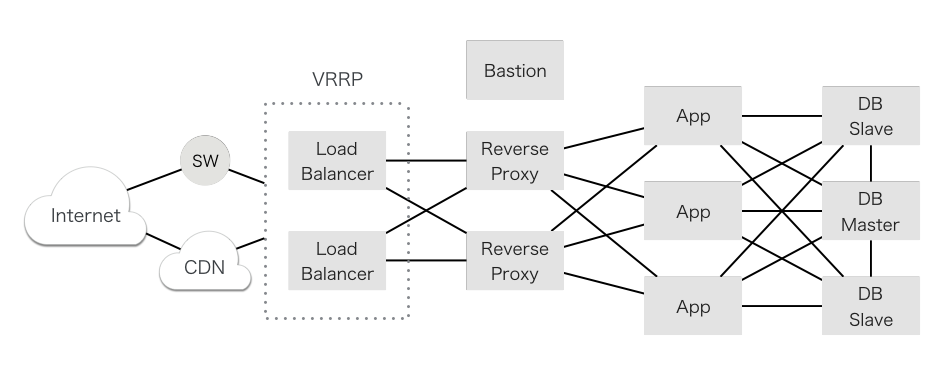 VRRP
Bastion
Internet
SW
CDN
Load
Balancer
Load
Balancer
Reverse
Proxy
Reverse
Proxy
App
App
App
DB
Slave
DB
Master
DB
Slave